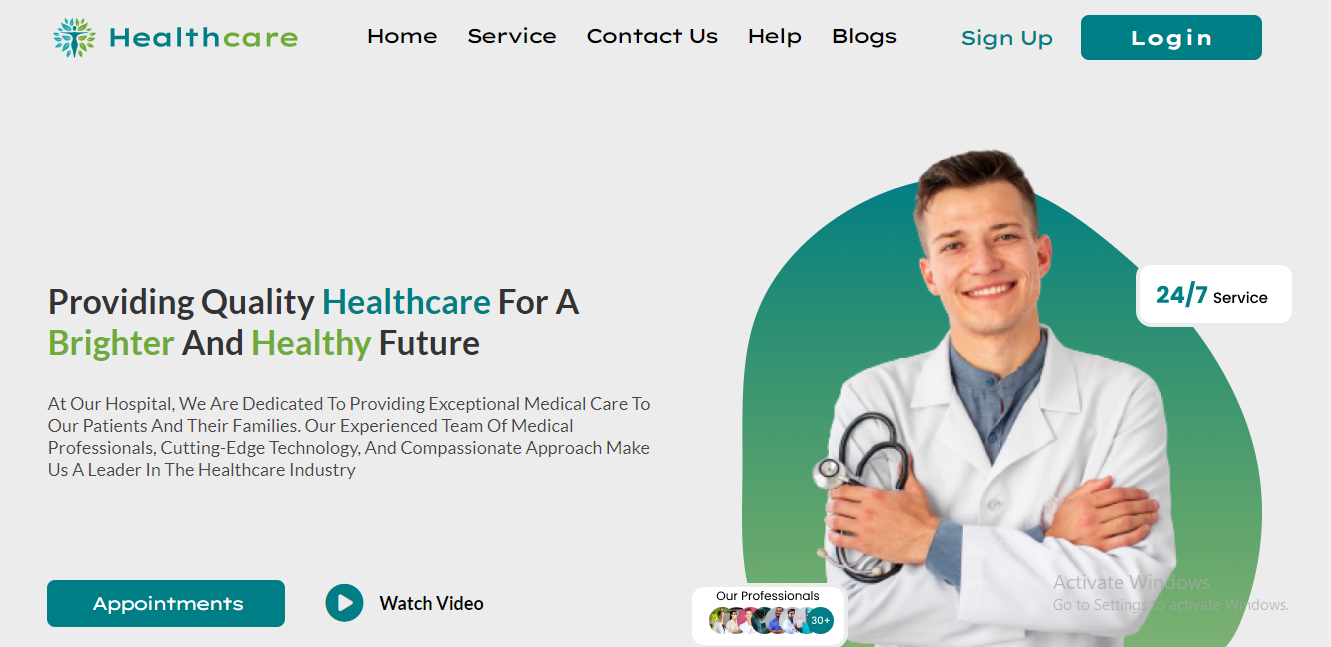 Healthcare
Home Service Contact Us Help Blogs
Sign Up
Login
Providing Quality Healthcare For A
Brighter And Healthy Future
At Our Hospital, We Are Dedicated To Providing Exceptional Medical Care To
Our Patients And Their Families. Our Experienced Team Of Medical
Professionals, Cutting-Edge Technology, And Compassionate Approach Make
Us A Leader In The Healthcare Industry
Appointments
Watch Video
24/7 Service
Our Professionals
30+
Activate Windows
Go to Settings to activate Windows.